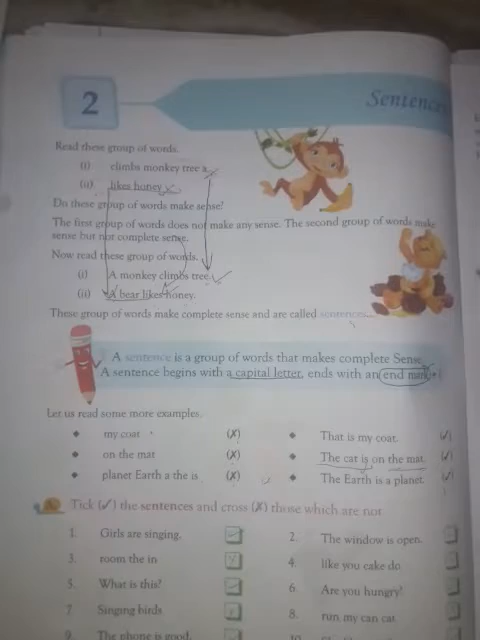 2
Sentences
Read these group of words.
(i) climbs monkey tree a
(ii) likes honey
Do these group of words make sense?
The first group of words does not make any sense. The second group of words make
sense but not complete sense.
Now read these group of words.
(i) A monkey climbs tree.
(ii) A bear likes honey.
These group of words make complete sense and are called sentences.
A sentence is a group of words that makes complete Sense.
A sentence begins with a capital letter, ends with an end mark.
Let us read some more examples.
◆ my coat (✗) ◆ That is my coat. (✓)
◆ on the mat (✗) ◆ The cat is on the mat. (✓)
◆ planet Earth a the is (✗) ◆ The Earth is a planet. (✓)
A. Tick (✓) the sentences and cross (✗) those which are not
1. Girls are singing. 2. The window is open.
3. room the in 4. like you cake do
5. What is this? 6. Are you hungry?
7. Singing birds 8. run my can cat
9. The phone is good. 10.